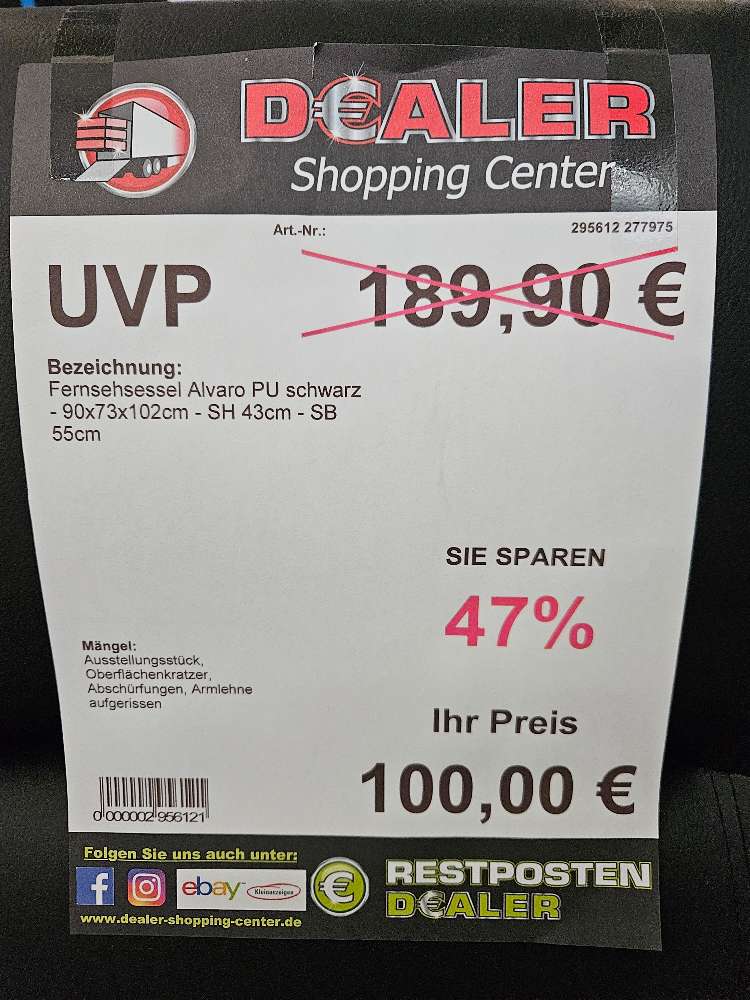 D€ALER
Shopping Center
Art.-Nr.: 295612 277975
UVP 189,90 €
Bezeichnung:
Fernsehsessel Alvaro PU schwarz
- 90x73x102cm - SH 43cm - SB
55cm
SIE SPAREN
47%
Mängel:
Ausstellungsstück,
Oberflächenkratzer,
Abschürfungen, Armlehne
aufgerissen
Ihr Preis
100,00 €
0 000002 956121
Folgen Sie uns auch unter:
f ebay Kleinanzeigen €
www.dealer-shopping-center.de
RESTPOSTEN
D€ALER